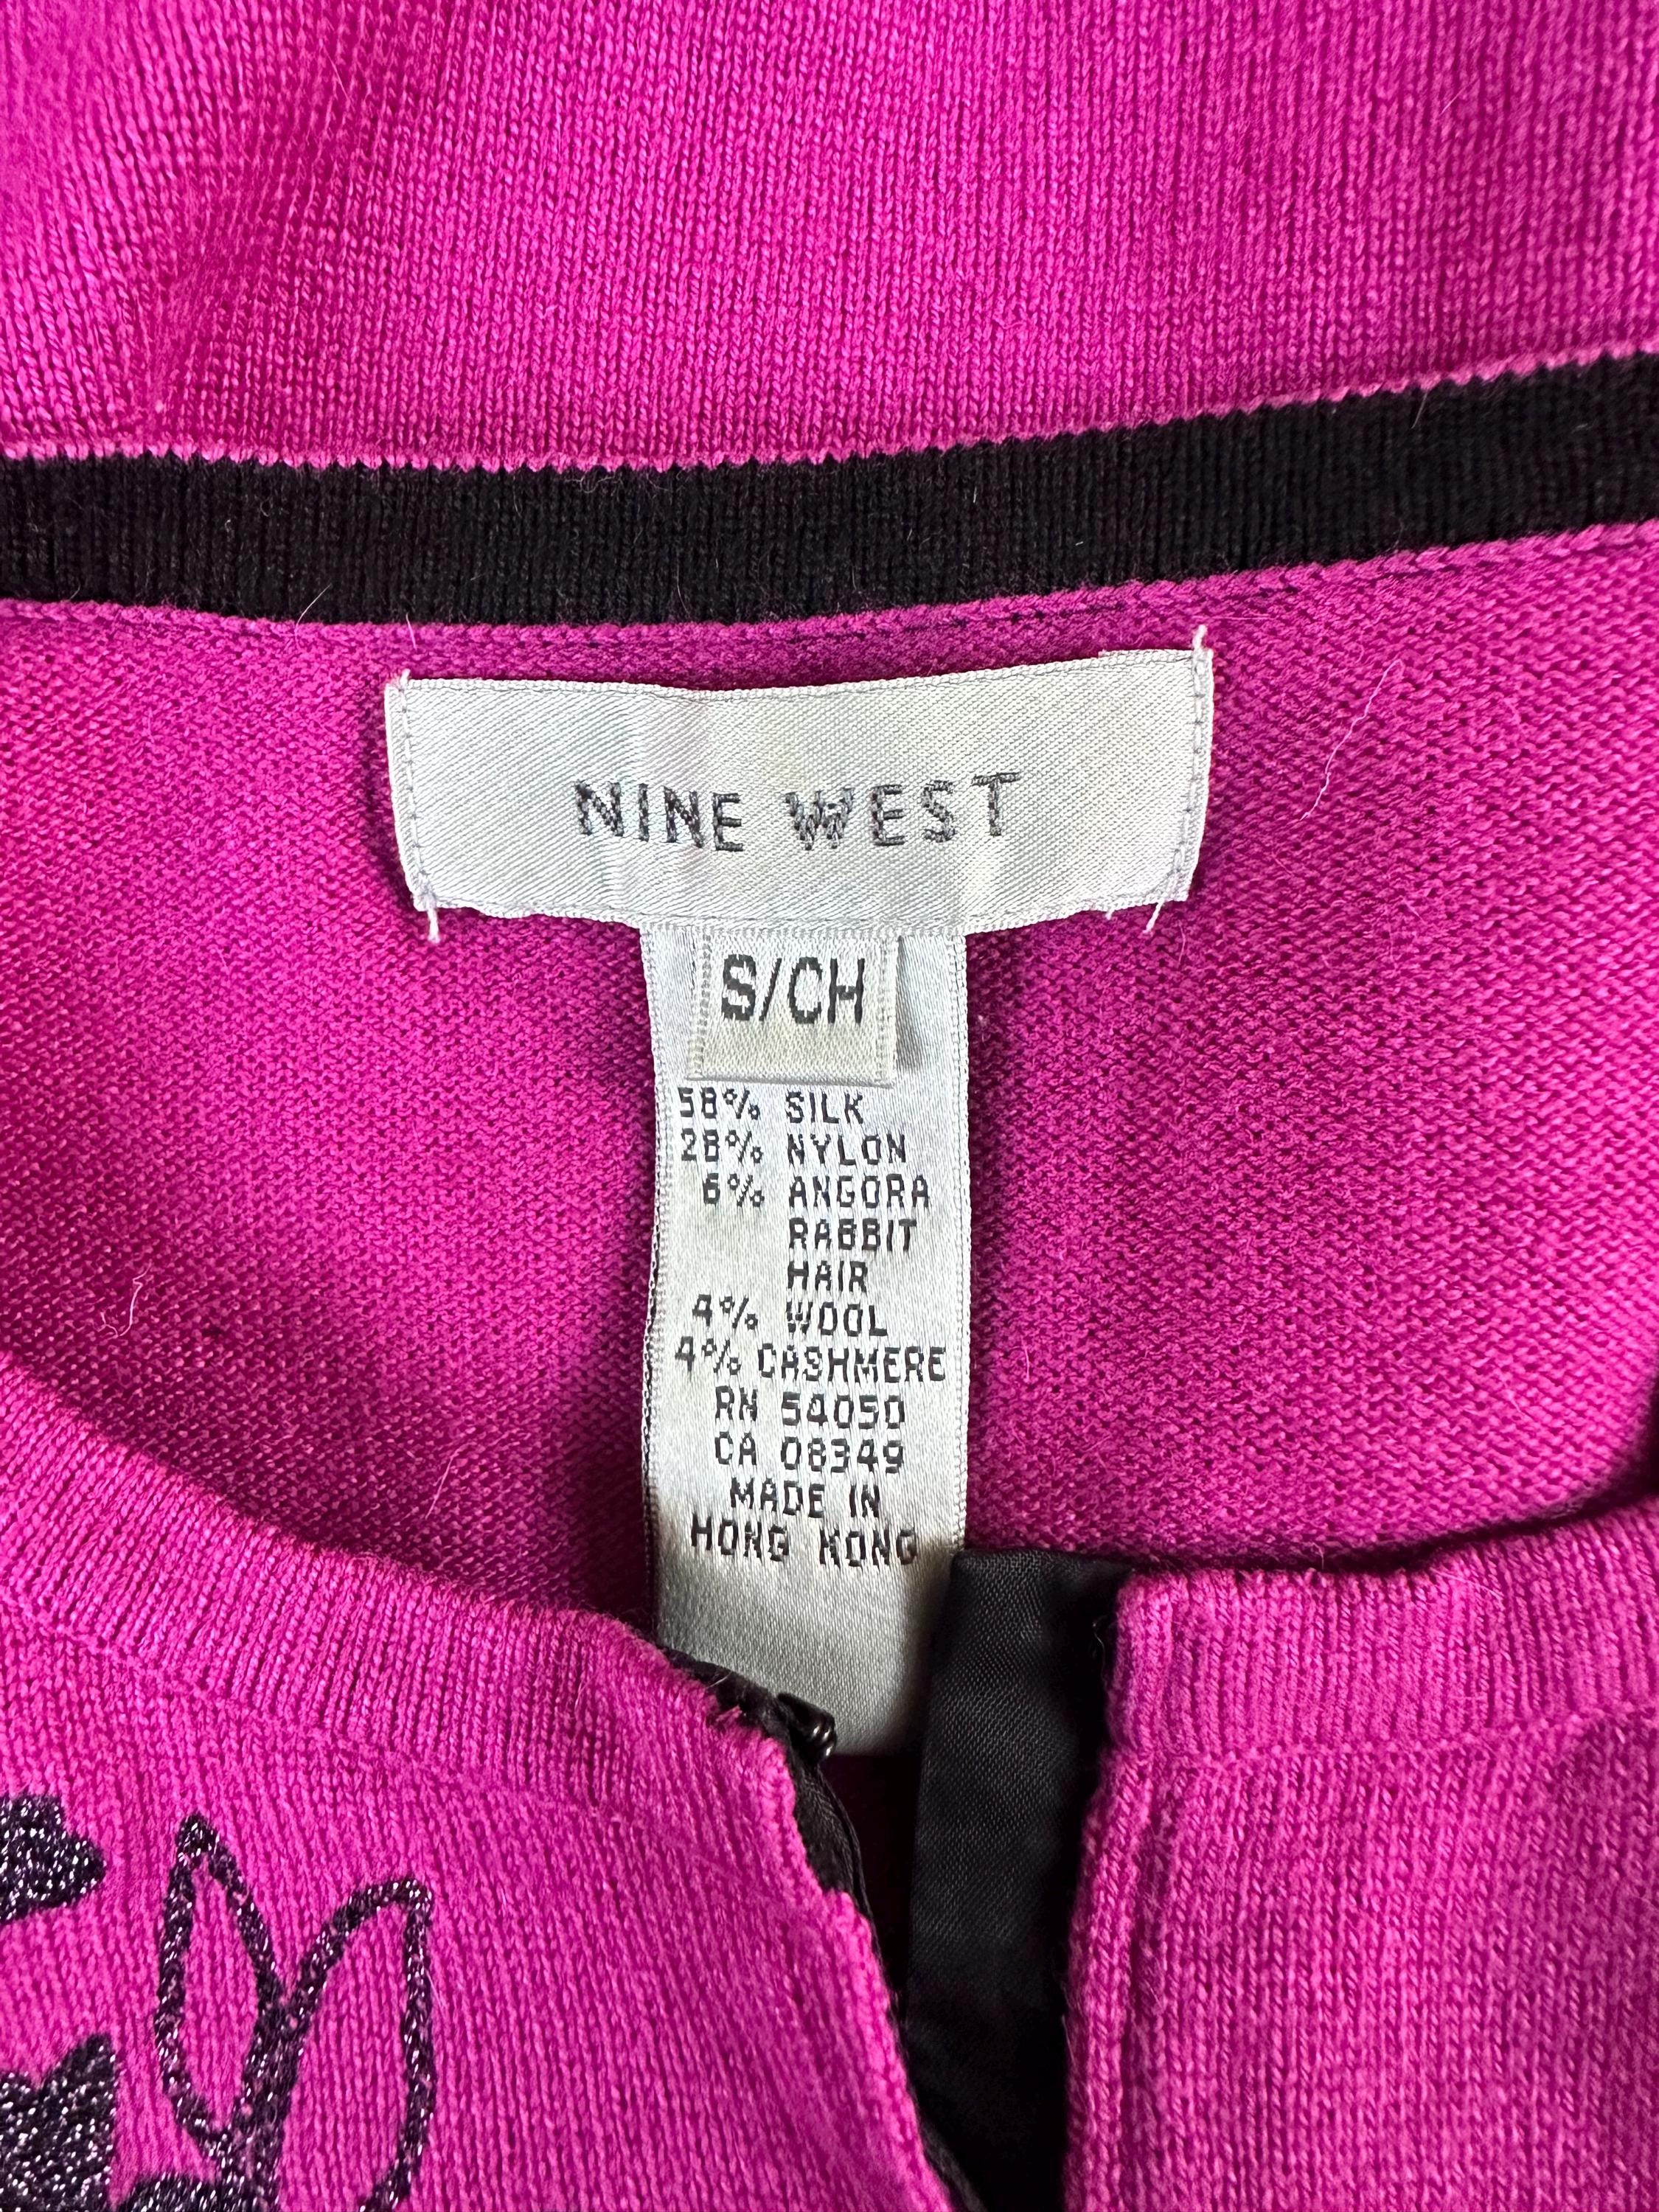 NINE WEST
S/CH
58% SILK
28% NYLON
6% ANGORA
RABBIT
HAIR
4% WOOL
4% CASHMERE
RN 54050
CA 08349
MADE IN
HONG KONG